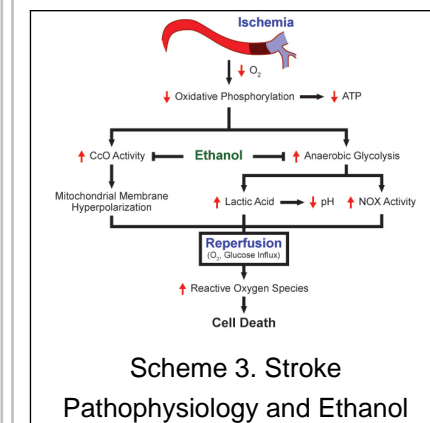 Ischemia
O₂
Oxidative Phosphorylation ATP
CcO Activity Ethanol Anaerobic Glycolysis
Mitochondrial Membrane
Hyperpolarization
Lactic Acid pH NOX Activity
Reperfusion
(O₂, Glucose Influx)
Reactive Oxygen Species
Cell Death
Scheme 3. Stroke
Pathophysiology and Ethanol